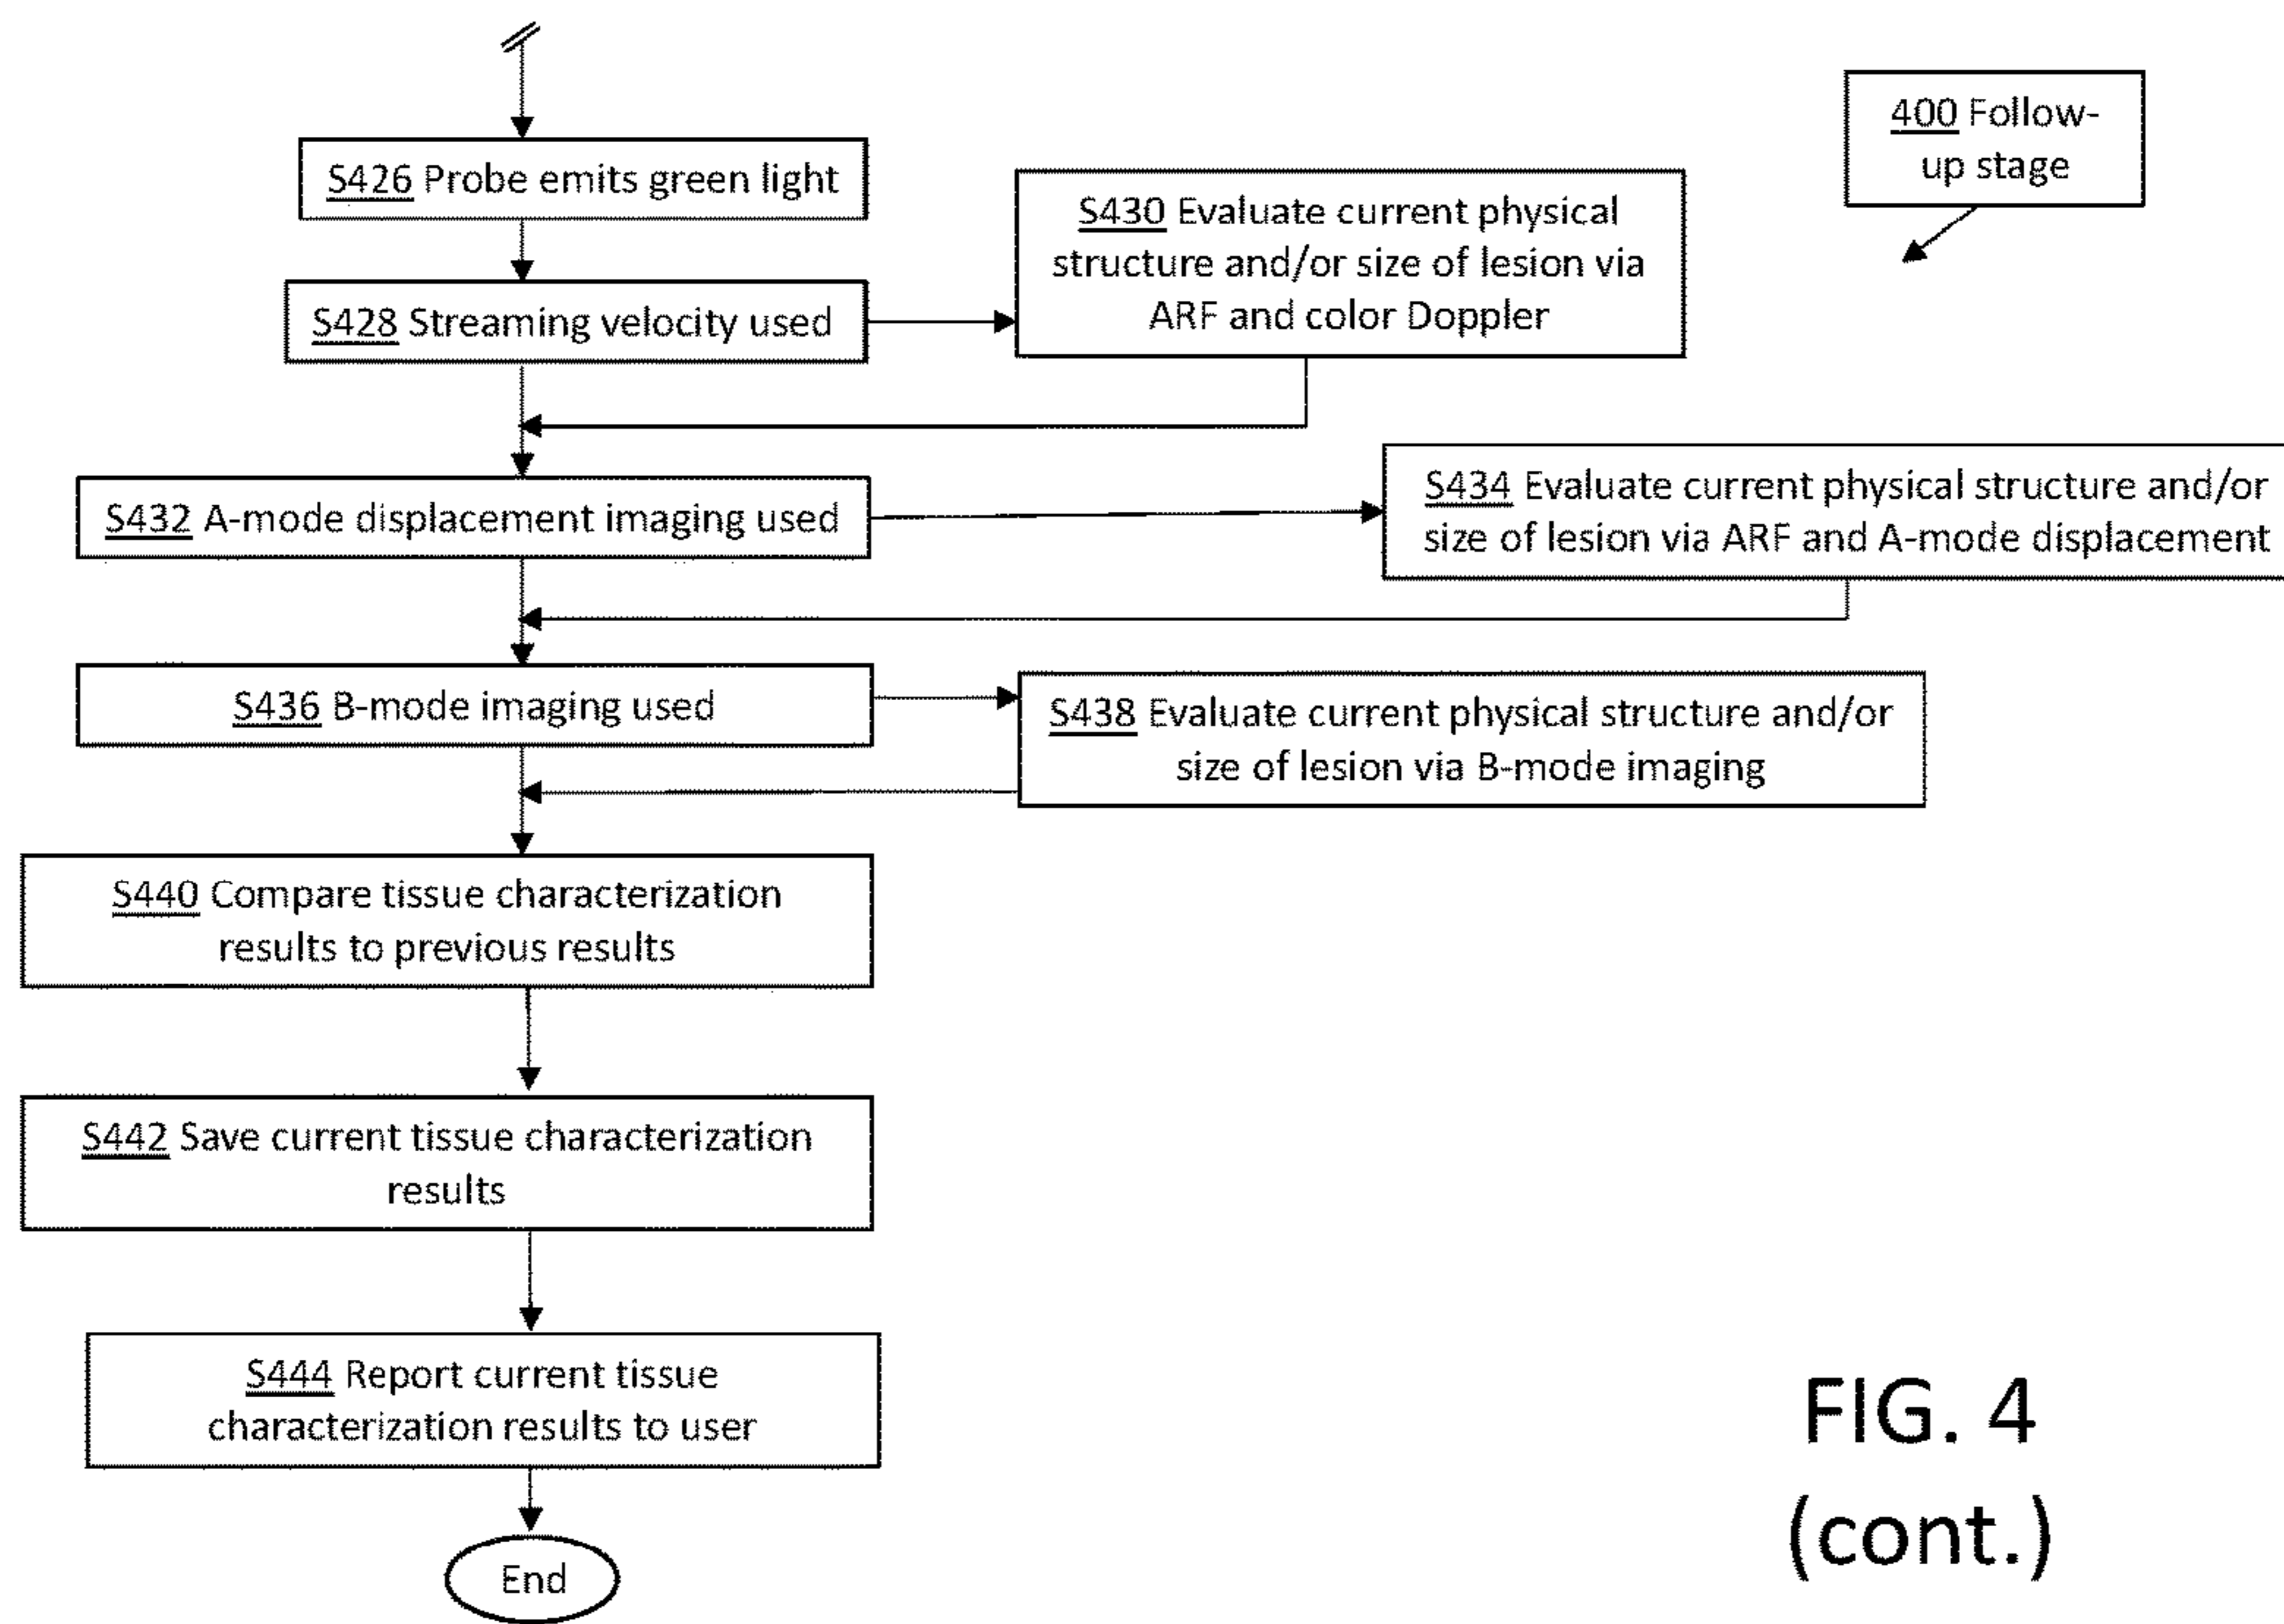 400 Follow-
up stage
S426 Probe emits green light
S430 Evaluate current physical
structure and/or size of lesion via
ARF and color Doppler
S428 Streaming velocity used
S432 A-mode displacement imaging used
S434 Evaluate current physical structure and/or
size of lesion via ARF and A-mode displacement
S436 B-mode imaging used
S438 Evaluate current physical structure and/or
size of lesion via B-mode imaging
S440 Compare tissue characterization
results to previous results
S442 Save current tissue characterization
results
S444 Report current tissue
characterization results to user
End
FIG. 4
(cont.)